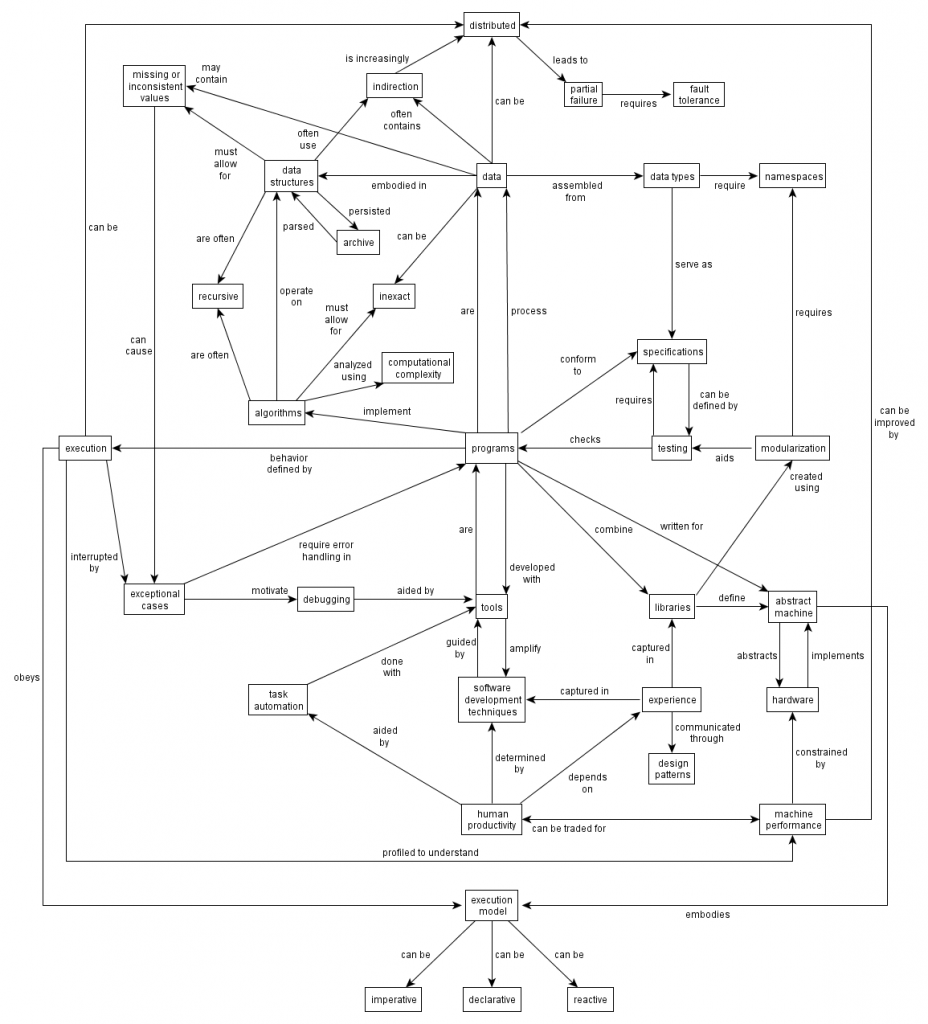 distributed
is increasingly
leads to
may
contain
missing or
inconsistent
values
indirection
partial
failure
requires
fault
tolerance
can be
often
contains
often
use
must
allow
for
data
structures
embodied in
data
assembled
from
data types
require
namespaces
can be
are often
parsed
persisted
archive
can be
serve as
recursive
operate
on
inexact
must
allow
for
are
process
requires
can
cause
are often
analyzed
using
computational
complexity
conform
to
specifications
requires
can be
defined by
can be
improved
by
algorithms
implement
execution
behavior
defined by
programs
checks
testing
aids
modularization
created
using
interrupted
by
require error
handling in
are
developed
with
combine
written for
exceptional
cases
motivate
debugging
aided by
tools
libraries
define
abstract
machine
guided
by
amplify
captured
in
abstracts
implements
obeys
done
with
task
automation
software
development
techniques
captured in
experience
hardware
communicated
through
aided
by
determined
by
depends
on
design
patterns
constrained
by
human
productivity
can be traded for
machine
performance
profiled to understand
execution
model
embodies
can be
can be
can be
imperative
declarative
reactive